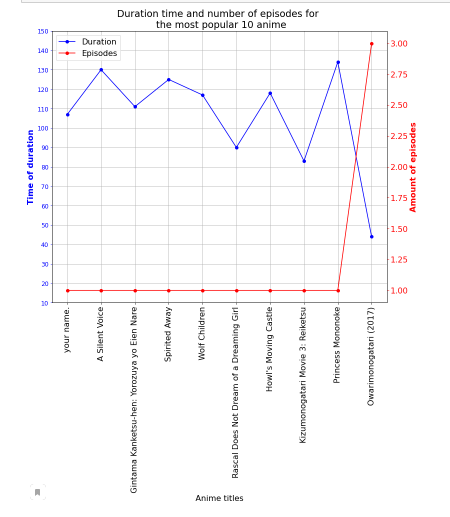 Duration time and number of episodes for
the most popular 10 anime
Duration
Episodes
150
140
130
120
110
100
90
80
70
60
50
40
30
20
10
Time of duration
3.00
2.75
2.50
2.25
2.00
1.75
1.50
1.25
1.00
Amount of episodes
your name.
A Silent Voice
Gintama Kanketsu-hen: Yorozuya yo Eien Nare
Spirited Away
Wolf Children
Rascal Does Not Dream of a Dreaming Girl
Howl's Moving Castle
Kizumonogatari Movie 3: Reiketsu
Princess Mononoke
Owarimonogatari (2017)
Anime titles